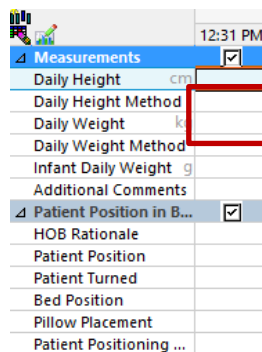 12:31 PM
Measurements
Daily Height cm
Daily Height Method
Daily Weight kg
Daily Weight Method
Infant Daily Weight g
Additional Comments
Patient Position in B...
HOB Rationale
Patient Position
Patient Turned
Bed Position
Pillow Placement
Patient Positioning ...